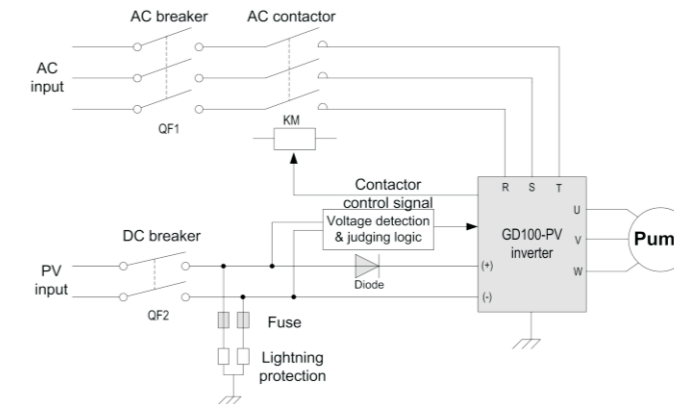 AC breaker
AC contactor
AC
input
QF1
KM
Contactor
control signal
R S T
Voltage detection
& judging logic
GD100-PV
inverter
U
V
W
DC breaker
PV
input
QF2
Diode
(+)
(-)
Fuse
Lightning
protection
Pum